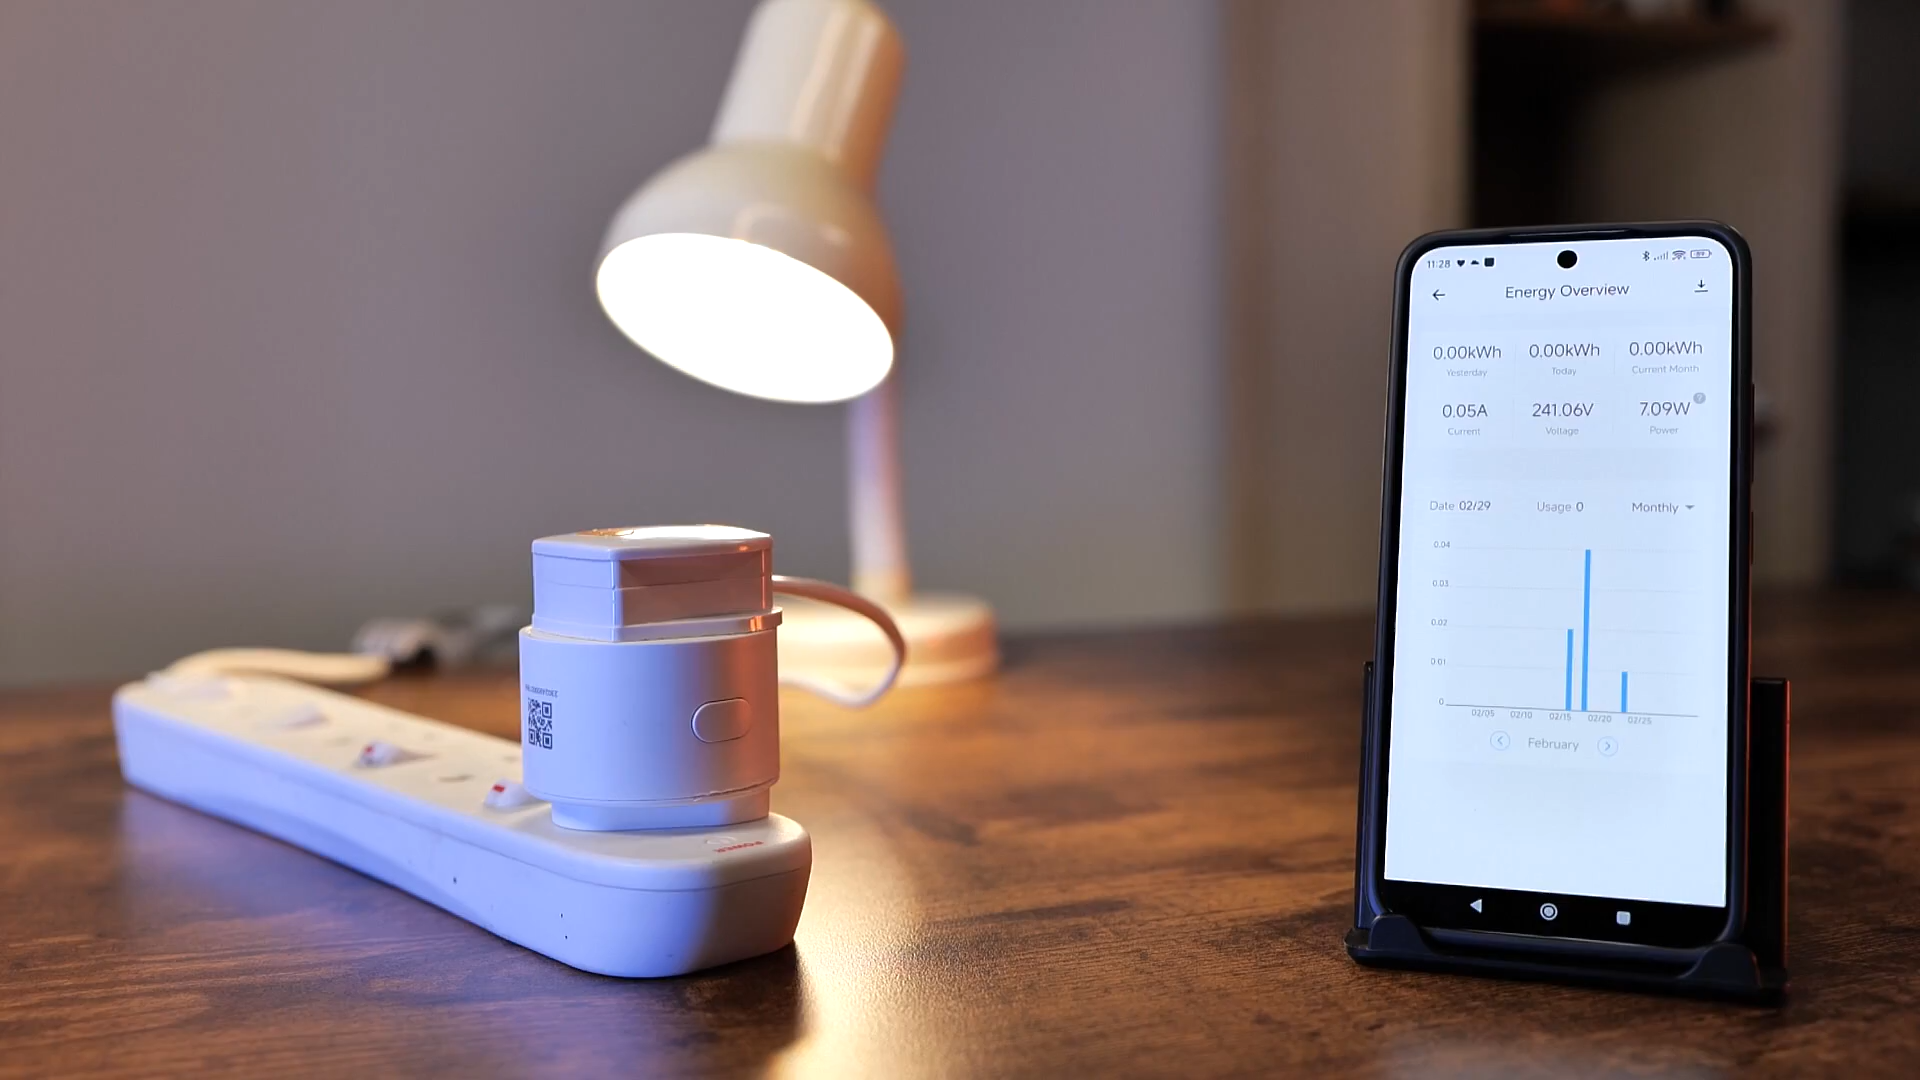 11:28
Energy Overview
0.00kWh 0.00kWh 0.00kWh
Yesterday Today Current Month
0.05A 241.06V 7.09W ?
Current Voltage Power
Date 02/29 Usage 0 Monthly
0.04
0.03
0.02
0.01
0
02/05 02/10 02/15 02/20 02/25
February
POWER